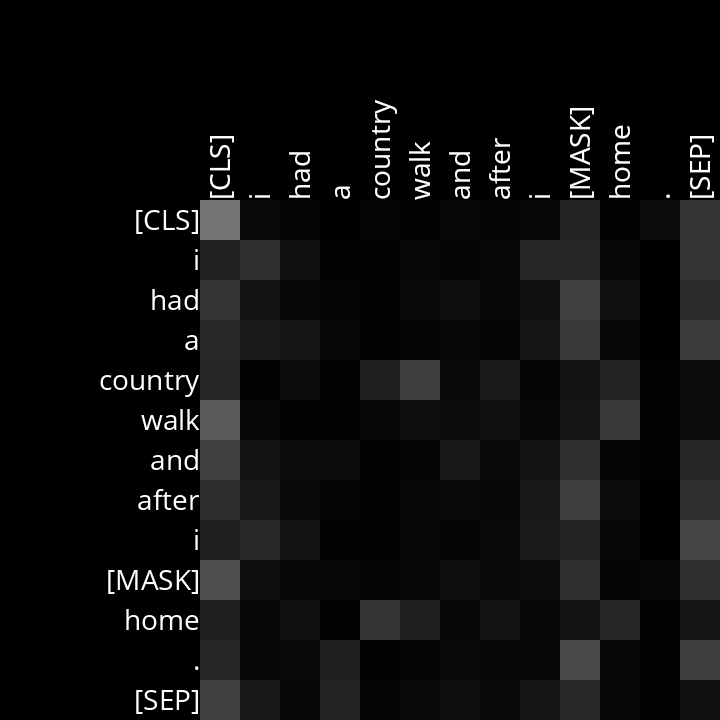 [CLS] i had a country walk and after i [MASK] home . [SEP]
[CLS]
i
had
a
country
walk
and
after
i
[MASK]
home
.
[SEP]